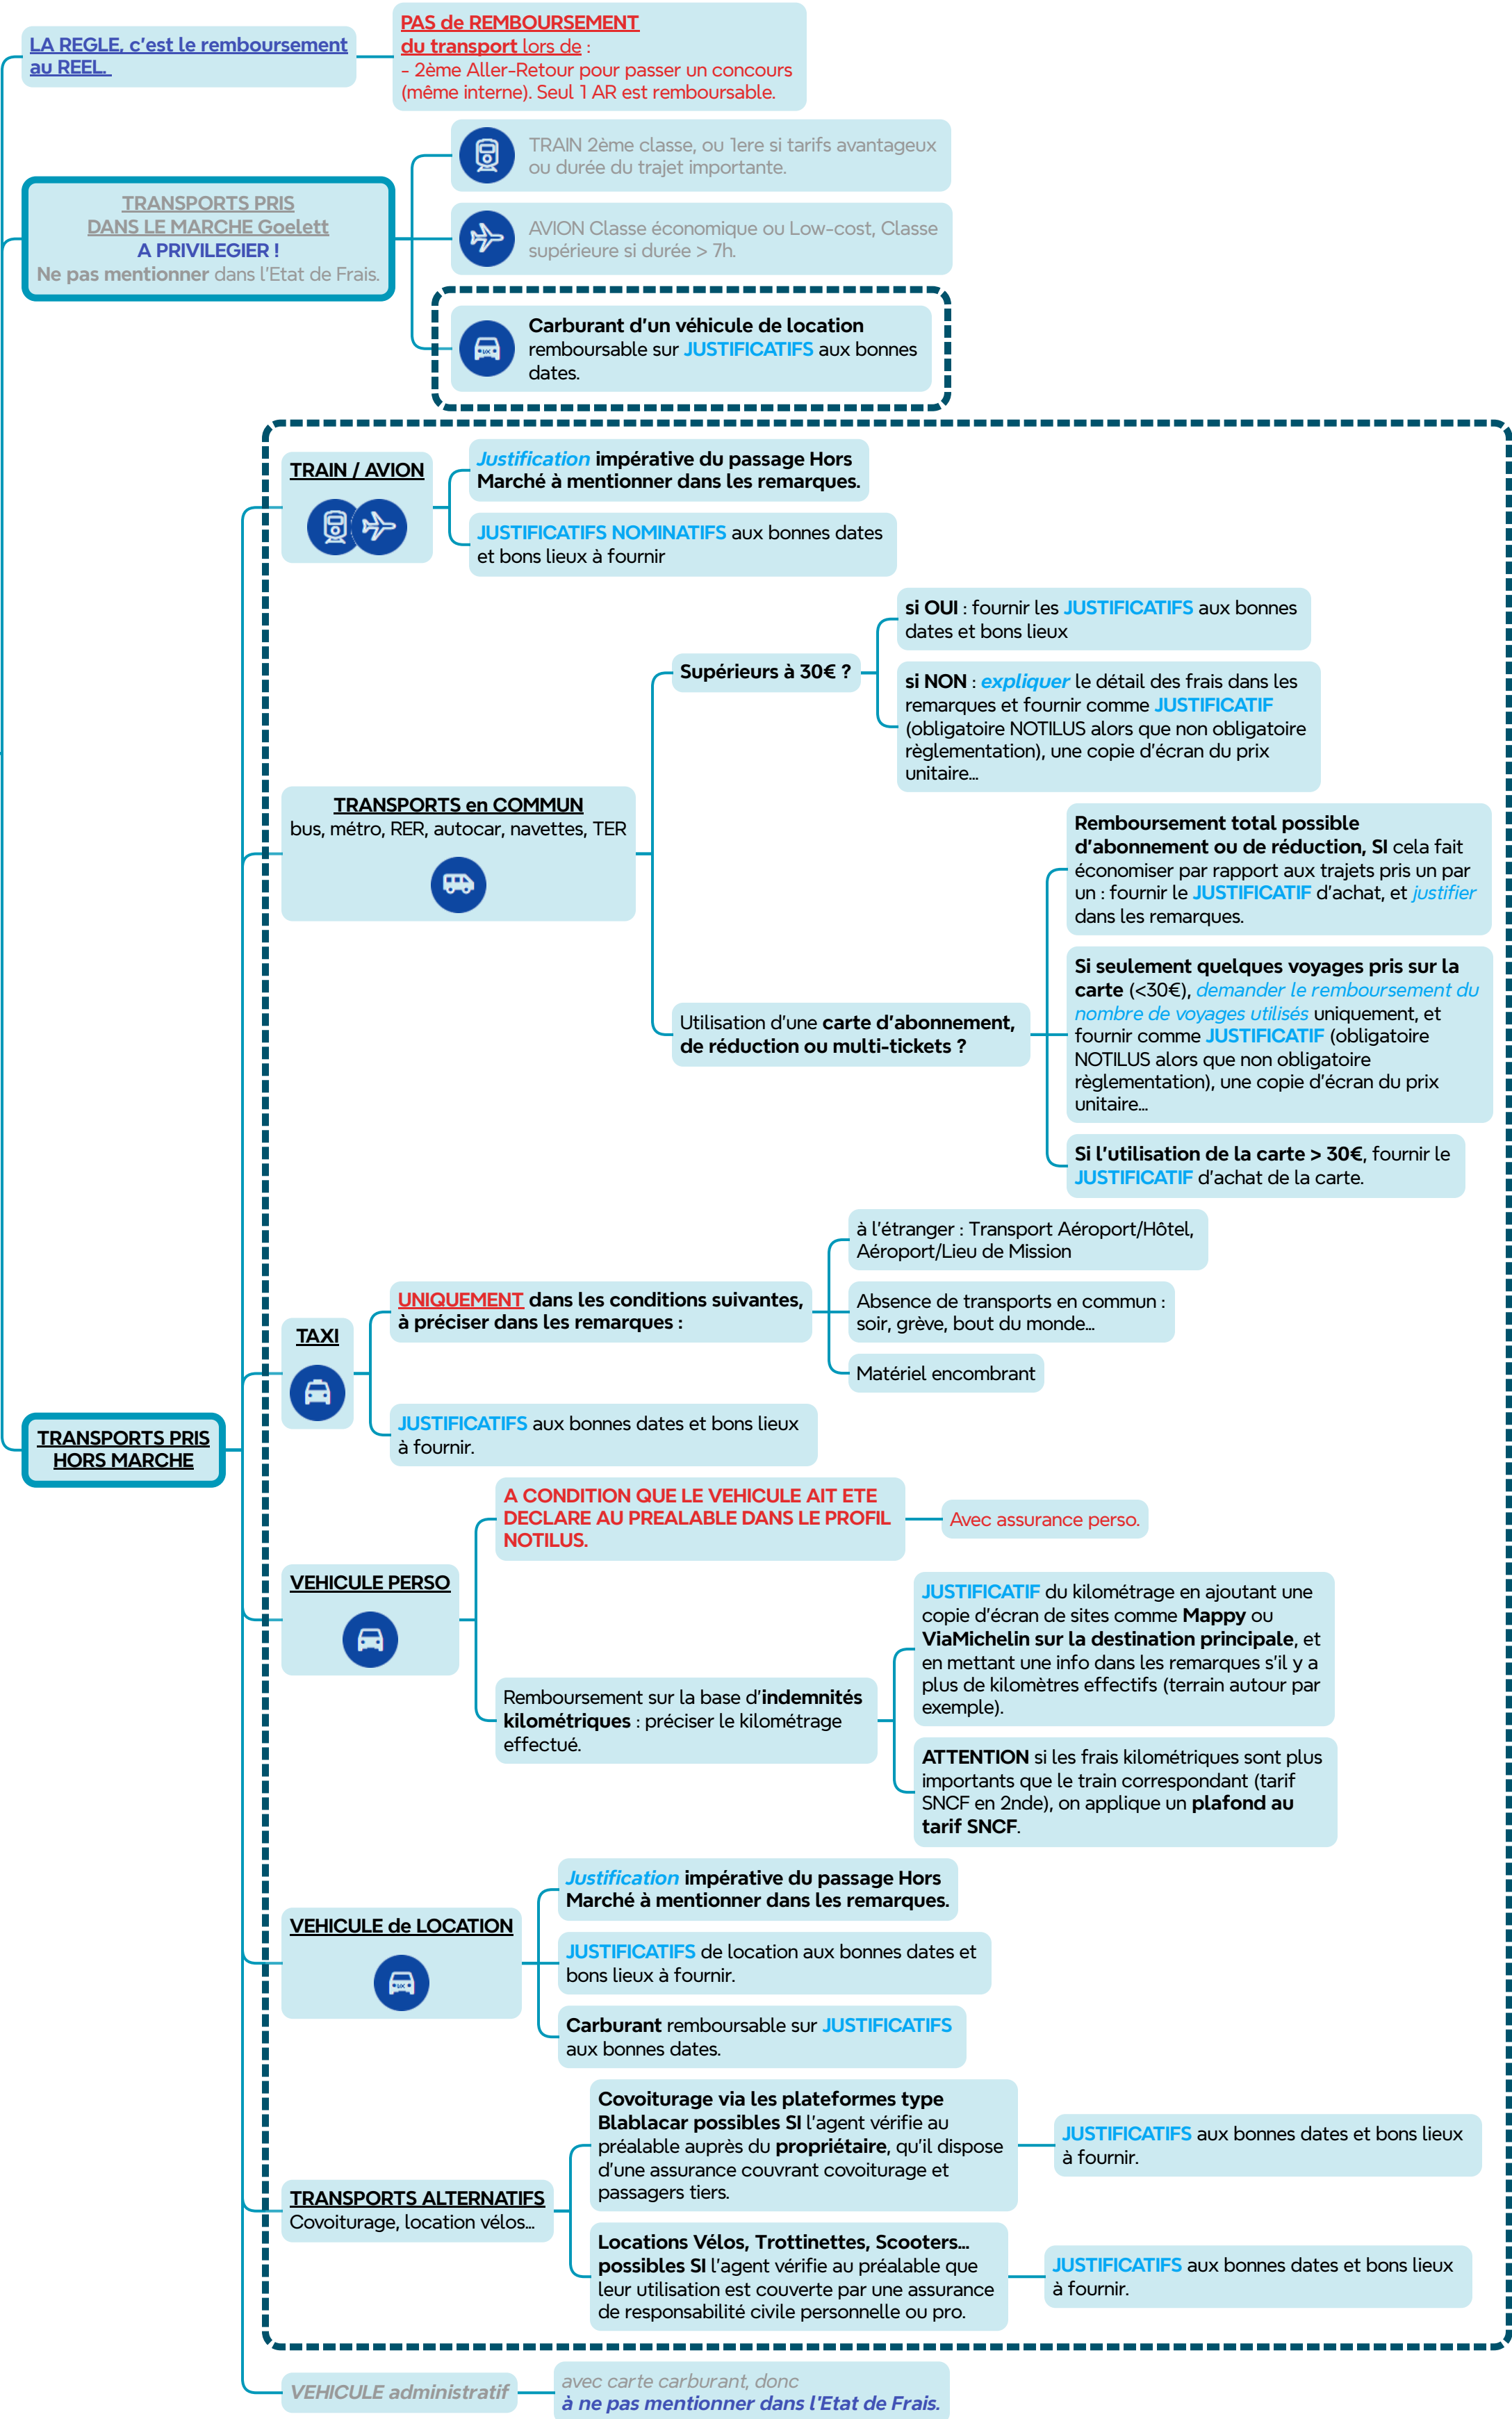 LA REGLE, c'est le remboursement
au REEL.
PAS de REMBOURSEMENT
du transport lors de :
- 2ème Aller-Retour pour passer un concours
(même interne). Seul 1 AR est remboursable.
TRANSPORTS PRIS
DANS LE MARCHE Goelett
A PRIVILEGIER !
Ne pas mentionner dans l'Etat de Frais.
TRAIN 2ème classe, ou 1ere si tarifs avantageux
ou durée du trajet importante.
AVION Classe économique ou Low-cost, Classe
supérieure si durée > 7h.
Carburant d'un véhicule de location
remboursable sur JUSTIFICATIFS aux bonnes
dates.
TRANSPORTS PRIS
HORS MARCHE
TRAIN / AVION
Justification impérative du passage Hors
Marché à mentionner dans les remarques.
JUSTIFICATIFS NOMINATIFS aux bonnes dates
et bons lieux à fournir
TRANSPORTS en COMMUN
bus, métro, RER, autocar, navettes, TER
Supérieurs à 30€ ?
si OUI : fournir les JUSTIFICATIFS aux bonnes
dates et bons lieux
si NON : expliquer le détail des frais dans les
remarques et fournir comme JUSTIFICATIF
(obligatoire NOTILUS alors que non obligatoire
règlementation), une copie d'écran du prix
unitaire...
Utilisation d'une carte d'abonnement,
de réduction ou multi-tickets ?
Remboursement total possible
d'abonnement ou de réduction, SI cela fait
économiser par rapport aux trajets pris un par
un : fournir le JUSTIFICATIF d'achat, et justifier
dans les remarques.
Si seulement quelques voyages pris sur la
carte (<30€), demander le remboursement du
nombre de voyages utilisés uniquement, et
fournir comme JUSTIFICATIF (obligatoire
NOTILUS alors que non obligatoire
règlementation), une copie d'écran du prix
unitaire...
Si l'utilisation de la carte > 30€, fournir le
JUSTIFICATIF d'achat de la carte.
TAXI
UNIQUEMENT dans les conditions suivantes,
à préciser dans les remarques :
à l'étranger : Transport Aéroport/Hôtel,
Aéroport/Lieu de Mission
Absence de transports en commun :
soir, grève, bout du monde...
Matériel encombrant
JUSTIFICATIFS aux bonnes dates et bons lieux
à fournir.
VEHICULE PERSO
A CONDITION QUE LE VEHICULE AIT ETE
DECLARE AU PREALABLE DANS LE PROFIL
NOTILUS.
Avec assurance perso.
Remboursement sur la base d'indemnités
kilométriques : préciser le kilométrage
effectué.
JUSTIFICATIF du kilométrage en ajoutant une
copie d'écran de sites comme Mappy ou
ViaMichelin sur la destination principale, et
en mettant une info dans les remarques s'il y a
plus de kilomètres effectifs (terrain autour par
exemple).
ATTENTION si les frais kilométriques sont plus
importants que le train correspondant (tarif
SNCF en 2nde), on applique un plafond au
tarif SNCF.
VEHICULE de LOCATION
Justification impérative du passage Hors
Marché à mentionner dans les remarques.
JUSTIFICATIFS de location aux bonnes dates et
bons lieux à fournir.
Carburant remboursable sur JUSTIFICATIFS
aux bonnes dates.
TRANSPORTS ALTERNATIFS
Covoiturage, location vélos...
Covoiturage via les plateformes type
Blablacar possibles SI l'agent vérifie au
préalable auprès du propriétaire, qu'il dispose
d'une assurance couvrant covoiturage et
passagers tiers.
JUSTIFICATIFS aux bonnes dates et bons lieux
à fournir.
Locations Vélos, Trottinettes, Scooters...
possibles SI l'agent vérifie au préalable que
leur utilisation est couverte par une assurance
de responsabilité civile personnelle ou pro.
JUSTIFICATIFS aux bonnes dates et bons lieux
à fournir.
VEHICULE administratif
avec carte carburant, donc
à ne pas mentionner dans l'Etat de Frais.